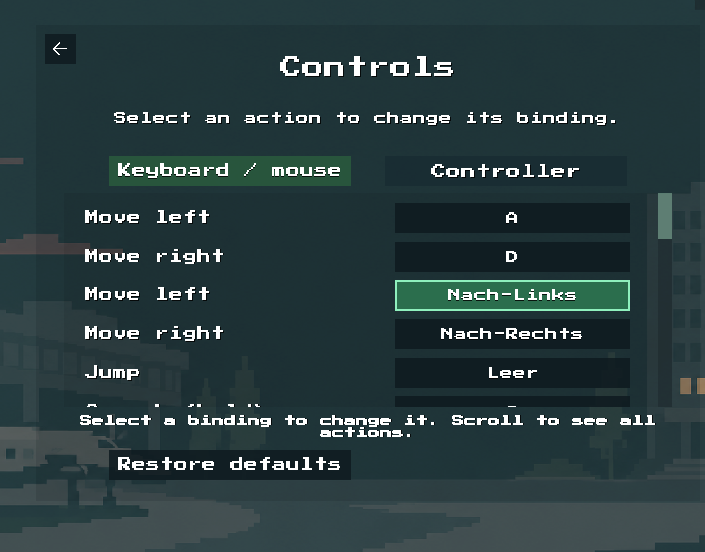 Controls
Select an action to change its binding.
Keyboard / mouse
Controller
Move left
A
Move right
D
Move left
Nach-Links
Move right
Nach-Rechts
Jump
Leer
Select a binding to change it. Scroll to see all
actions.
Restore defaults